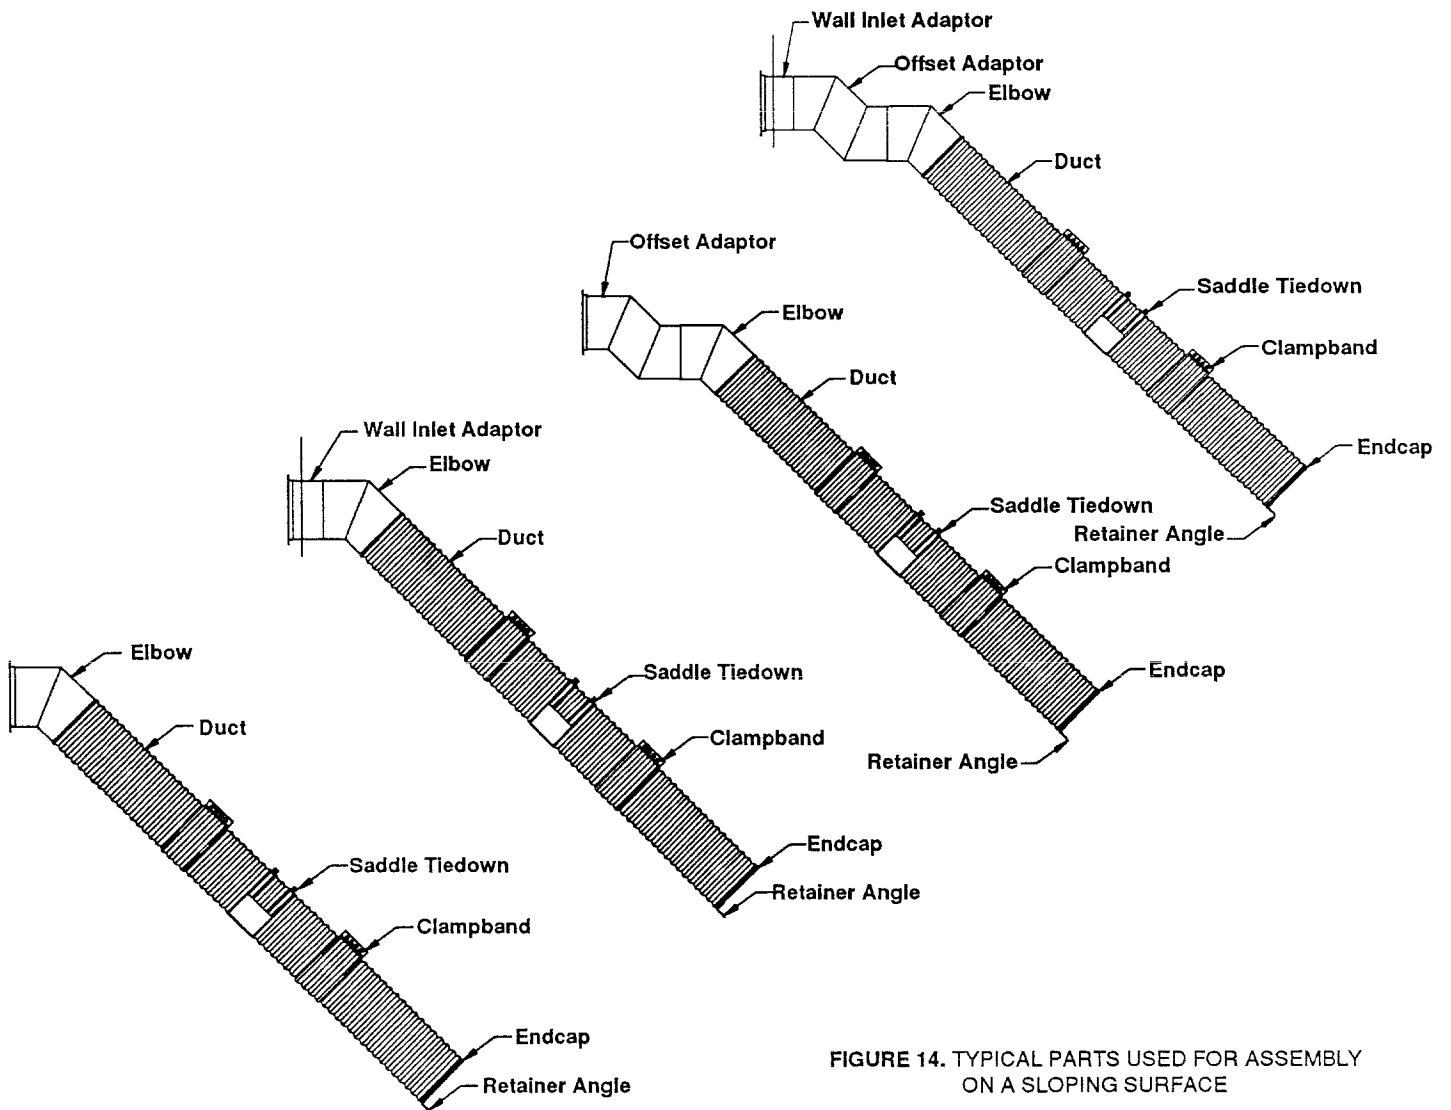 Wall Inlet Adaptor
Offset Adaptor
Elbow
Duct
Saddle Tiedown
Clampband
Endcap
Retainer Angle
Offset Adaptor
Elbow
Duct
Saddle Tiedown
Clampband
Endcap
Retainer Angle
Wall Inlet Adaptor
Elbow
Duct
Saddle Tiedown
Clampband
Endcap
Retainer Angle
Elbow
Duct
Saddle Tiedown
Clampband
Endcap
Retainer Angle
FIGURE 14. TYPICAL PARTS USED FOR ASSEMBLY
ON A SLOPING SURFACE